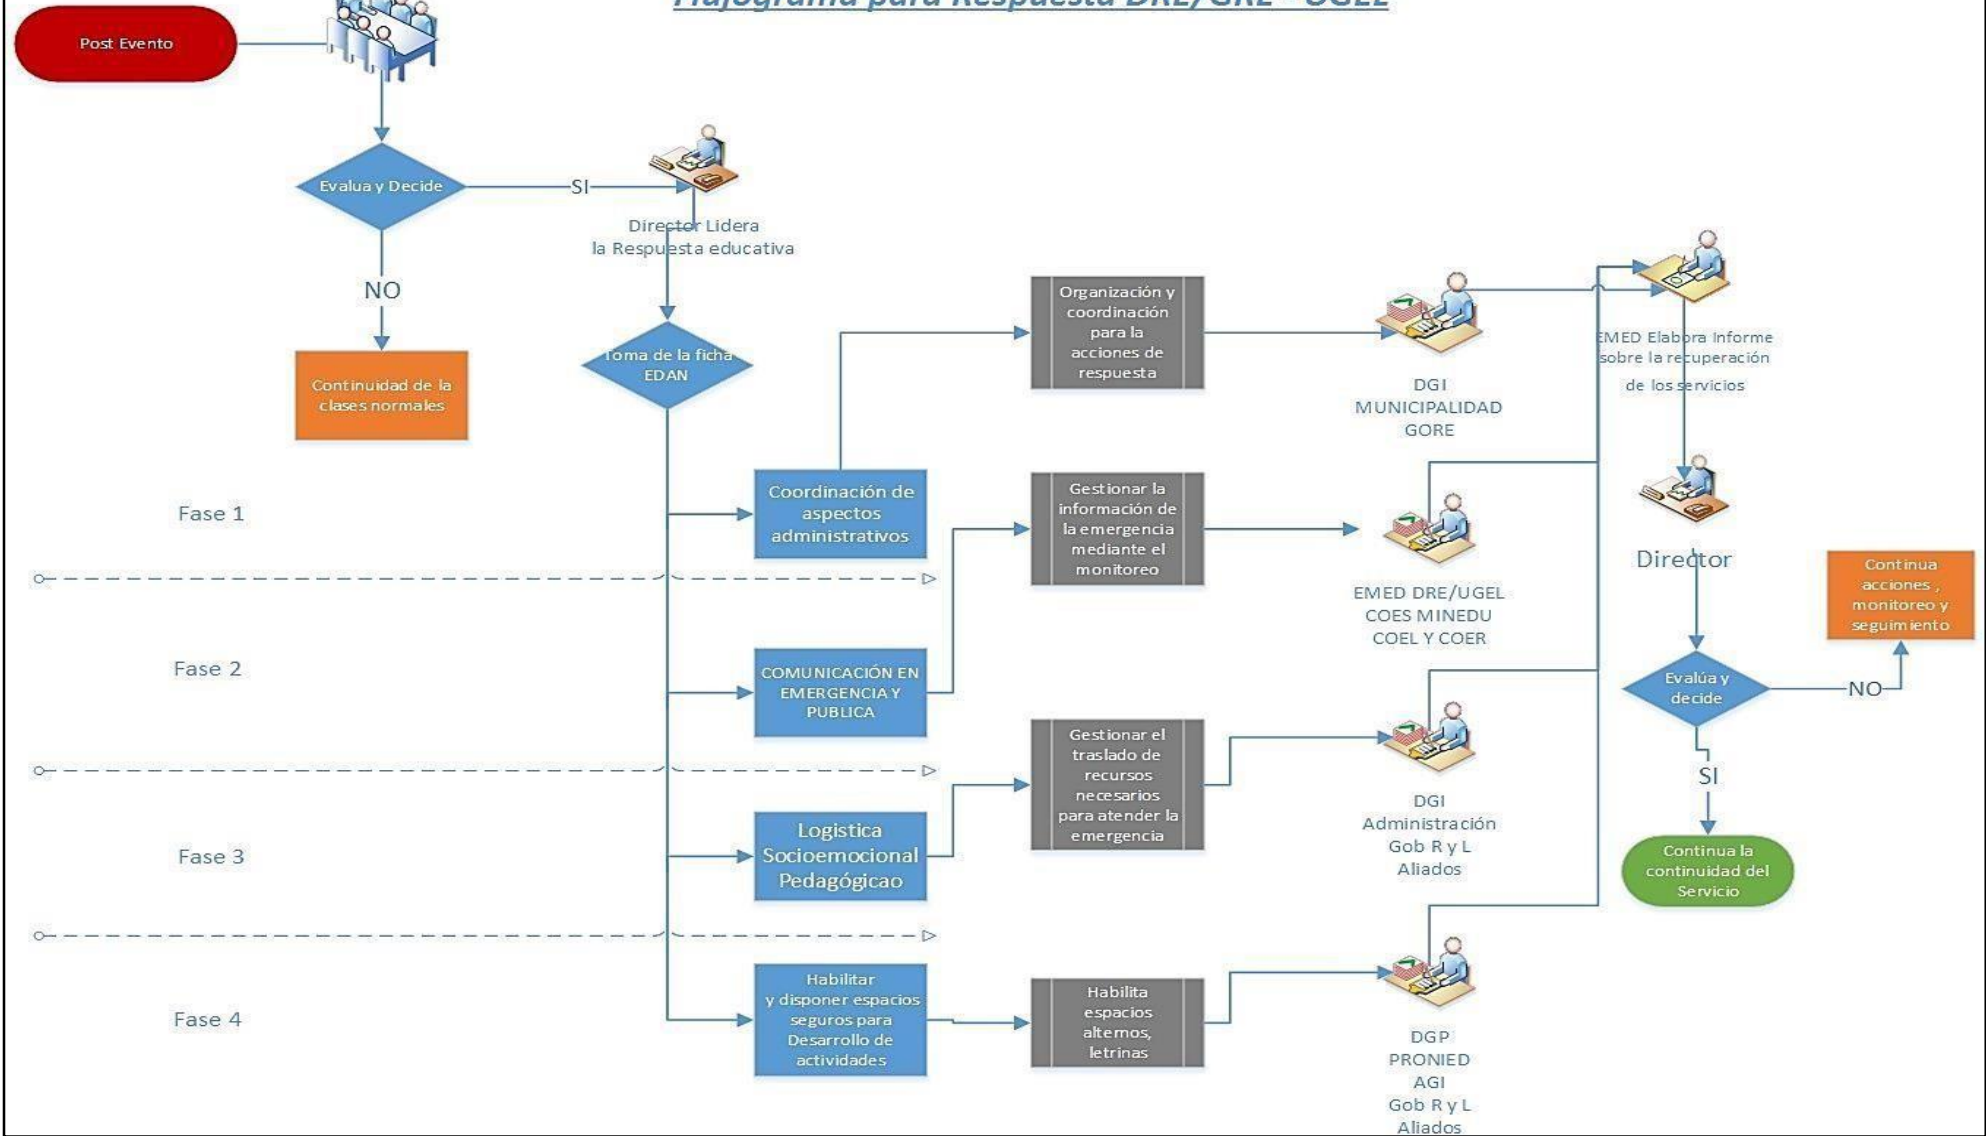 Flujograma para Respuesta DRE/GRE - UGEL
Post Evento
Evalua y Decide
SI
Director Lidera
la Respuesta educativa
NO
Continuidad de la
clases normales
Toma de la ficha
EDAN
Organización y
coordinación
para la
acciones de
respuesta
DGI
MUNICIPALIDAD
GORE
EMED Elabora Informe
sobre la recuperación
de los servicios
Fase 1
Coordinación de
aspectos
administrativos
Gestionar la
información de
la emergencia
mediante el
monitoreo
EMED DRE/UGEL
COES MINEDU
COEL Y COER
Director
Continua
acciones ,
monitoreo y
seguimiento
Fase 2
COMUNICACIÓN EN
EMERGENCIA Y
PUBLICA
Evalúa y
decide
NO
SI
Gestionar el
traslado de
recursos
necesarios
para atender la
emergencia
DGI
Administración
Gob R y L
Aliados
Fase 3
Logistica
Socioemocional
Pedagógicao
Continua la
continuidad del
Servicio
Fase 4
Habilitar
y disponer espacios
seguros para
Desarrollo de
actividades
Habilita
espacios
alternos,
letrinas
DGP
PRONIED
AGI
Gob R y L
Aliados